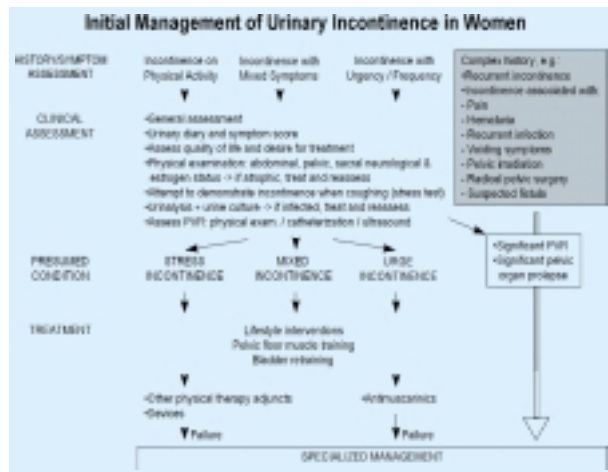 Initial Management of Urinary Incontinence in Women
HISTORY/SYMPTOM
ASSESSMENT
Incontinence on
Physical Activity
Incontinence with
Mixed Symptoms
Incontinence with
Urgency / Frequency
Complex history, e.g.:
•Recurrent incontinence
•Incontinence associated with:
- Pain
- Hematuria
- Recurrent infection
- Voiding symptoms
- Pelvic irradiation
- Radical pelvic surgery
- Suspected fistula
CLINICAL
ASSESSMENT
•General assessment
•Urinary diary and symptom score
•Assess quality of life and desire for treatment
•Physical examination: abdominal, pelvic, sacral neurological &
estrogen status -> if atrophic, treat and reassess
•Attempt to demonstrate incontinence when coughing (stress test)
•Urinalysis + urine culture -> if infected, treat and reassess
•Assess PVR: physical exam. / catheterization / ultrasound
•Significant PVR
•Significant pelvic
organ prolapse
PRESUMED
CONDITION
STRESS
INCONTINENCE
MIXED
INCONTINENCE
URGE
INCONTINENCE
TREATMENT
Lifestyle interventions
Pelvic floor muscle training
Bladder retraining
•Other physical therapy adjuncts
•Devices
•Antimuscarinics
Failure
Failure
SPECIALIZED MANAGEMENT